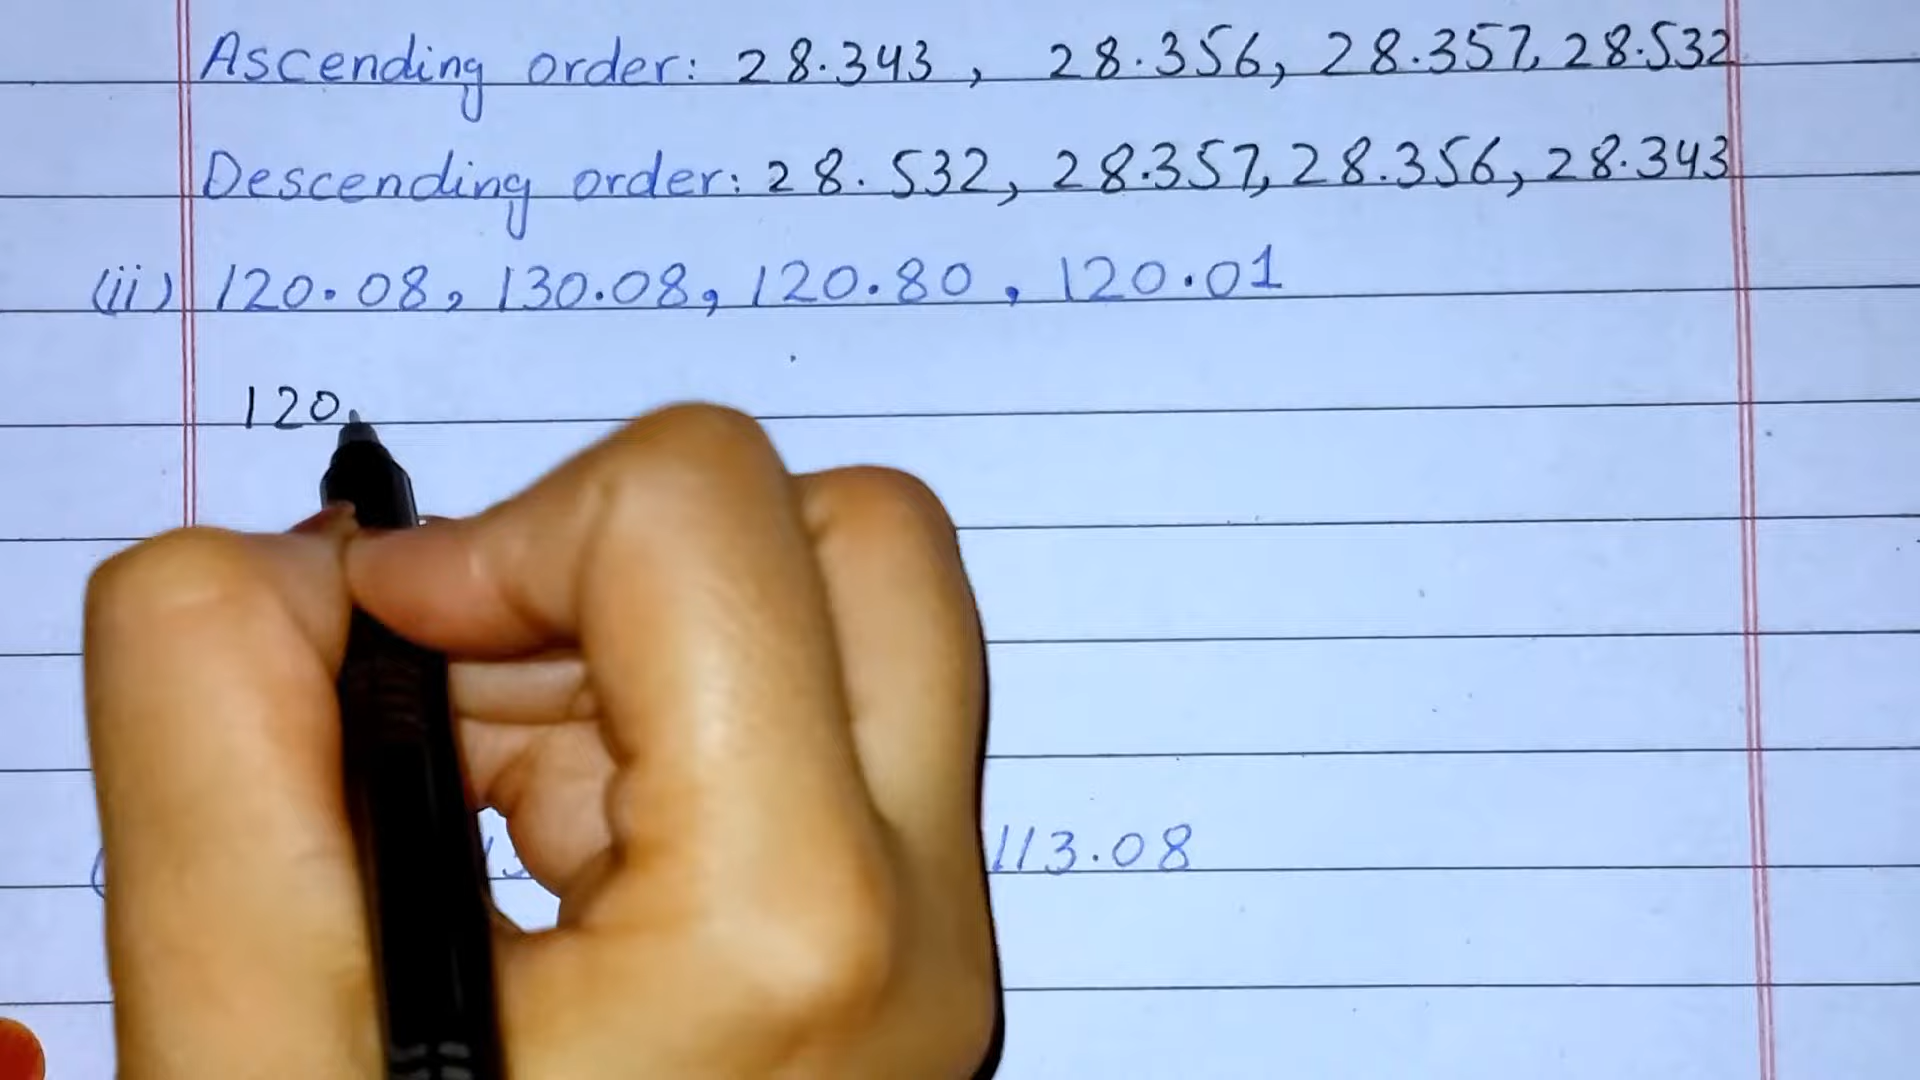 Ascending order: 28.343, 28.356, 28.357, 28.532
Descending order: 28.532, 28.357, 28.356, 28.343
(ii) 120.08, 130.08, 120.80, 120.01
120.
113.08